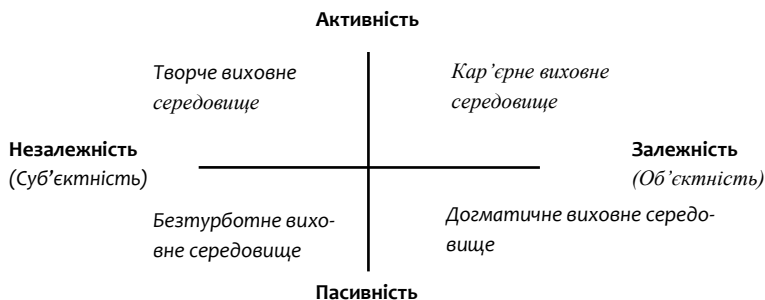 Активність
Творче виховне
середовище
Кар’єрне виховне
середовище
Незалежність
(Суб’єктність)
Залежність
(Об’єктність)
Безтурботне вихо-
вне середовище
Догматичне виховне середо-
вище
Пасивність